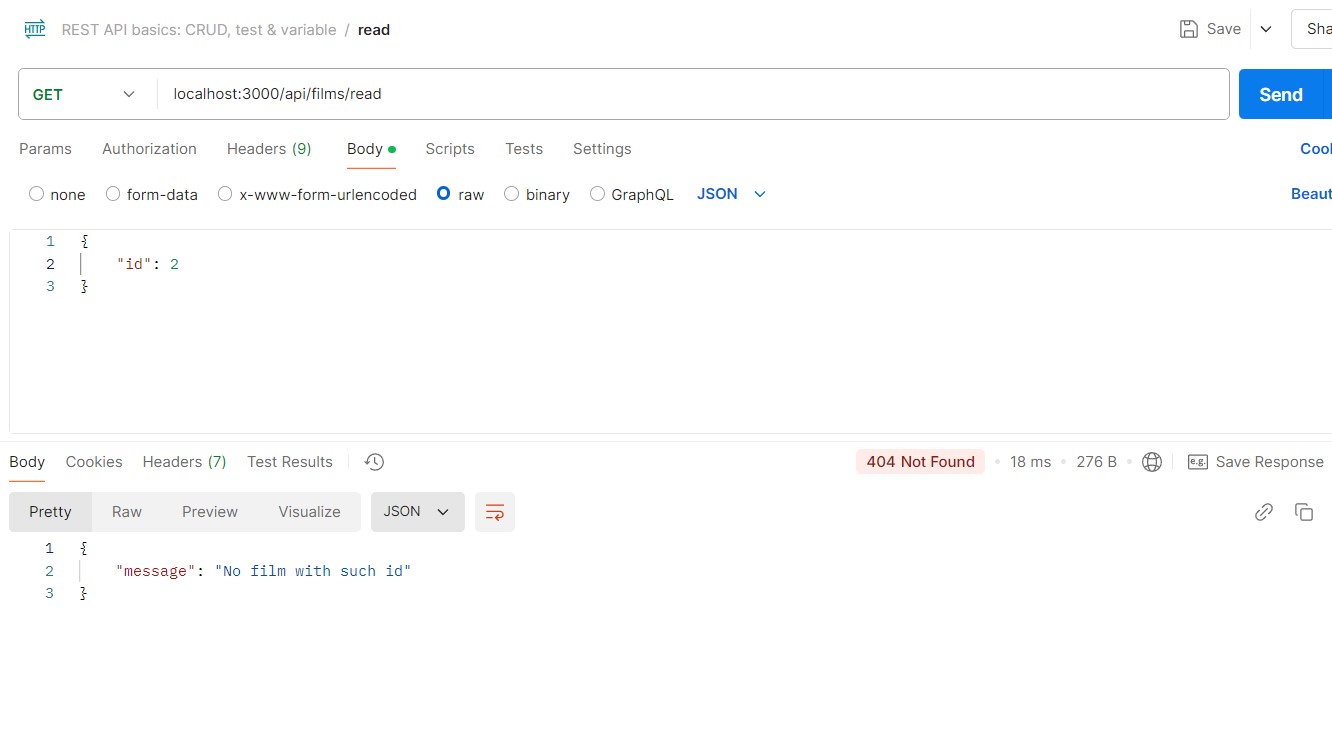 HTTP REST API basics: CRUD, test & variable / read Save Sha
GET localhost:3000/api/films/read Send
Params Authorization Headers (9) Body Scripts Tests Settings Cool
none form-data x-www-form-urlencoded raw binary GraphQL JSON Beaut
1 {
2 "id": 2
3 }
Body Cookies Headers (7) Test Results 404 Not Found 18 ms 276 B e.g. Save Response
Pretty Raw Preview Visualize JSON
1 {
2 "message": "No film with such id"
3 }